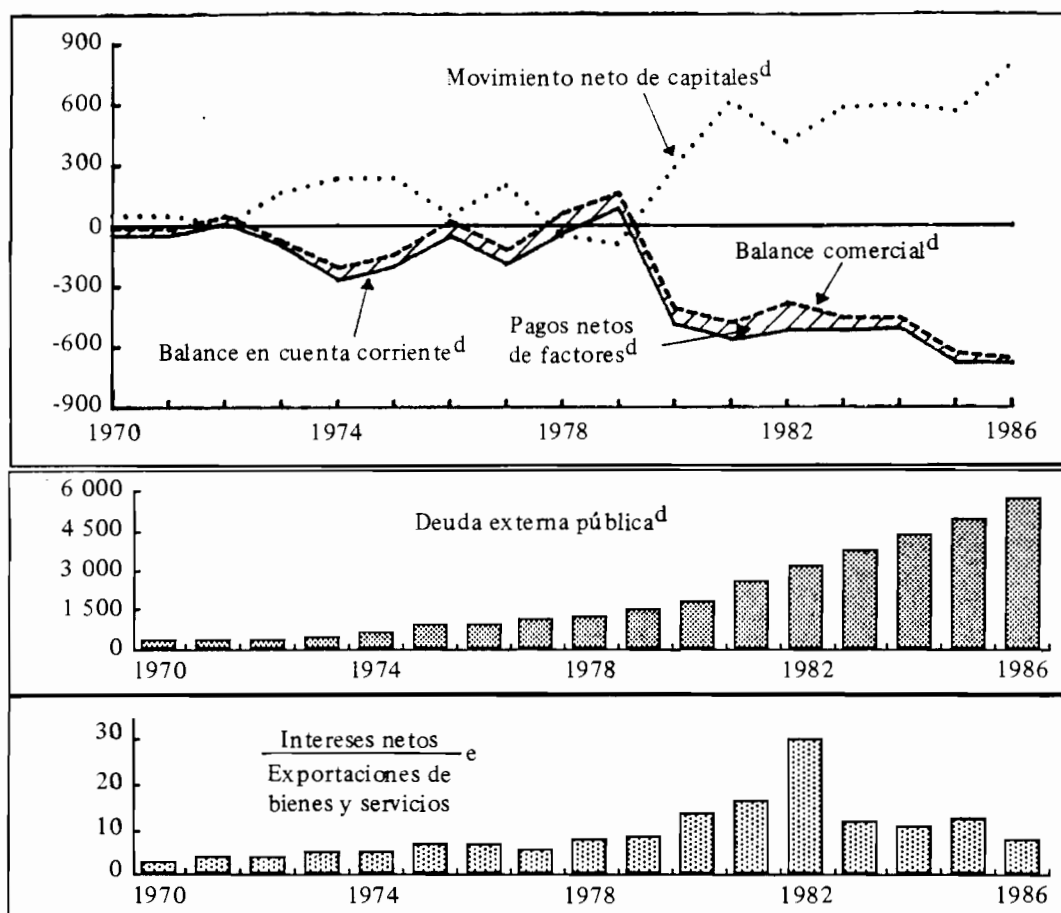 900
600
300
0
-300
-600
-900
Movimiento neto de capitales d
Balance comercial d
Pagos netos
de factores d
Balance en cuenta corriente d
1970 1974 1978 1982 1986
6 000
4 500
3 000
1 500
0
Deuda externa pública d
1970 1974 1978 1982 1986
30
20
10
0
Intereses netos e
Exportaciones de
bienes y servicios
1970 1974 1978 1982 1986